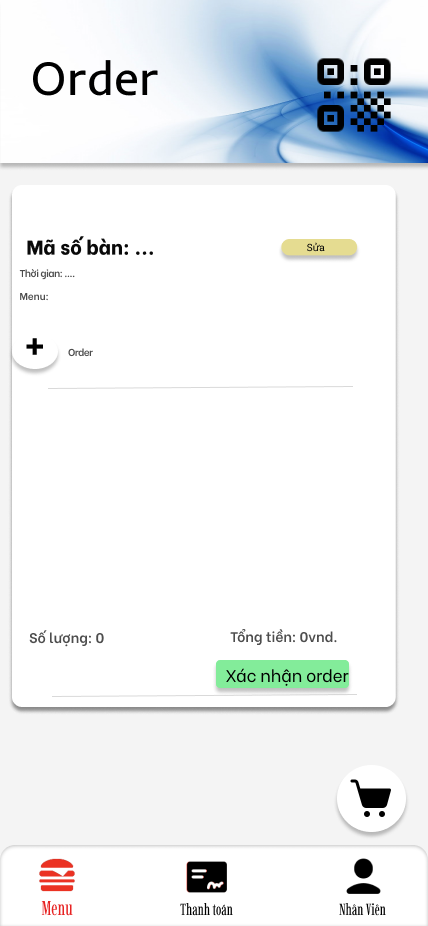 Order
Mã số bàn: ...
Sửa
Thời gian: ....
Menu:
+
Order
Số lượng: 0
Tổng tiền: 0vnd.
Xác nhận order
Menu
Thanh toán
Nhân Viên